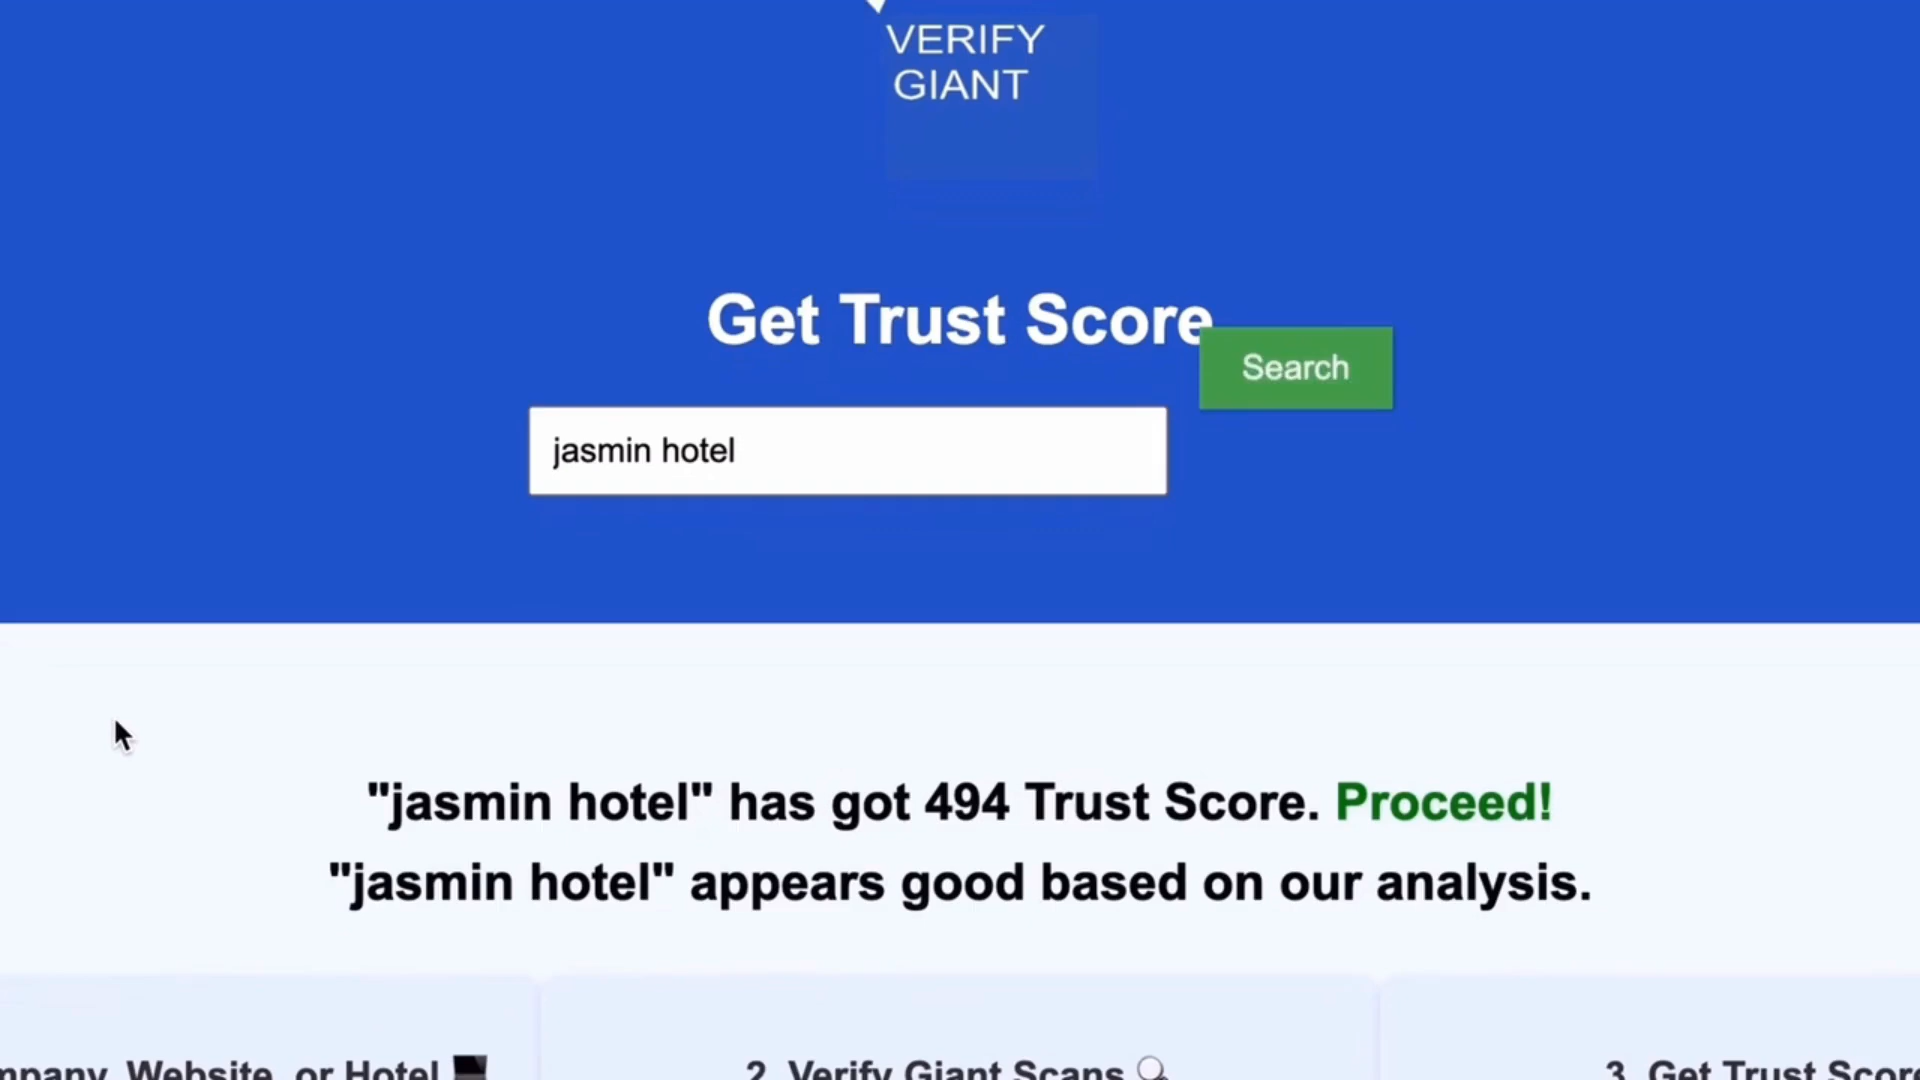 VERIFY
GIANT
Get Trust Score
Search
jasmin hotel
"jasmin hotel" has got 494 Trust Score. Proceed!
"jasmin hotel" appears good based on our analysis.
Website, or Hotel
2. Verify Giant Scans
3. Get Trust Score